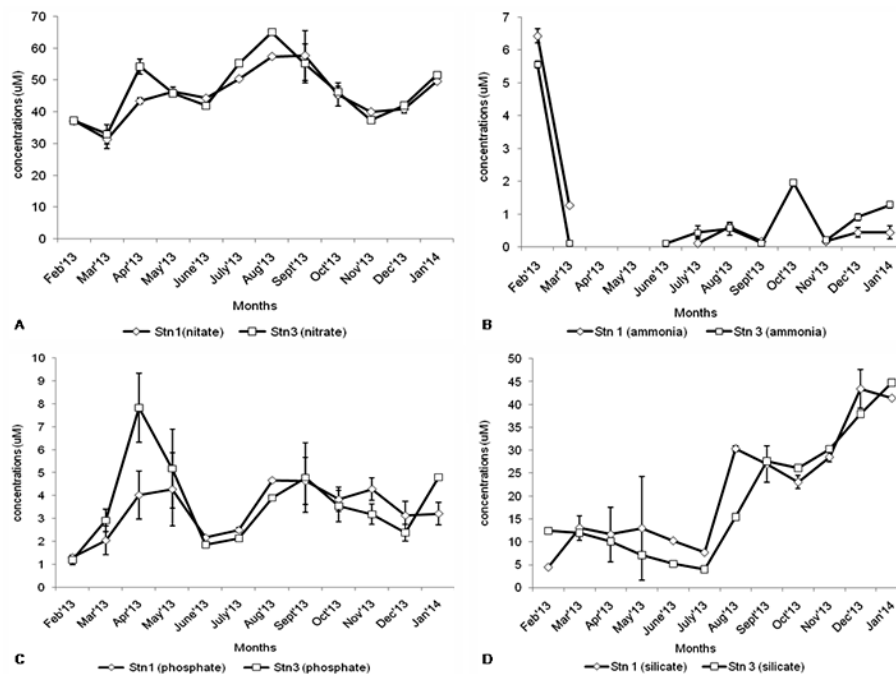 70
60
50
40
30
20
10
0
concentrations (uM)
Feb'13 Mar'13 Apr'13 May'13 June'13 July'13 Aug'13 Sept'13 Oct'13 Nov'13 Dec'13 Jan'14
Months
A
Stn1(nitate) Stn3 (nitrate)
7
6
5
4
3
2
1
0
concentrations (uM)
Feb'13 Mar'13 Apr'13 May'13 June'13 July'13 Aug'13 Sept'13 Oct'13 Nov'13 Dec'13 Jan'14
Months
B
Stn 1 (ammonia) Stn 3 (ammonia)
10
9
8
7
6
5
4
3
2
1
0
concentrations (uM)
Feb'13 Mar'13 Apr'13 May'13 June'13 July'13 Aug'13 Sept'13 Oct'13 Nov'13 Dec'13 Jan'14
Months
C
Stn1 (phosphate) Stn3 (phosphate)
50
45
40
35
30
25
20
15
10
5
0
concentrations (uM)
Feb'13 Mar'13 Apr'13 May'13 June'13 July'13 Aug'13 Sept'13 Oct'13 Nov'13 Dec'13 Jan'14
Months
D
Stn 1 (silicate) Stn 3 (silicate)